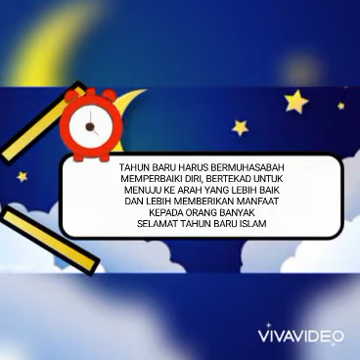 TAHUN BARU HARUS BERMUHASABAH
MEMPERBAIKI DIRI, BERTEKAD UNTUK
MENUJU KE ARAH YANG LEBIH BAIK
DAN LEBIH MEMBERIKAN MANFAAT
KEPADA ORANG BANYAK
SELAMAT TAHUN BARU ISLAM
VIVAVIDEO